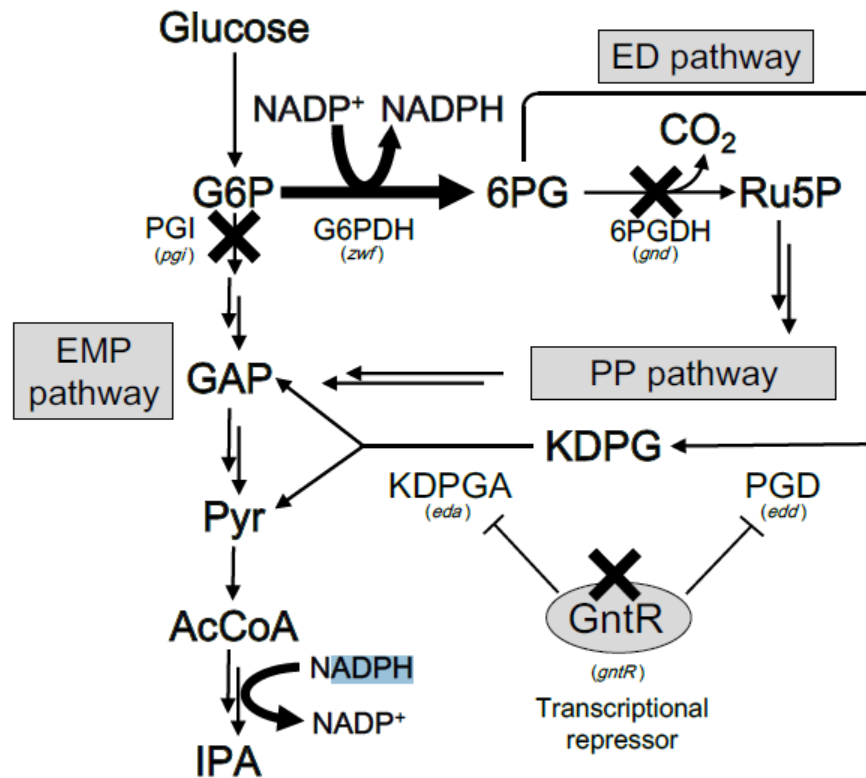 Glucose
ED pathway
NADP+ NADPH
CO2
G6P
6PG
Ru5P
PGI
(pgi)
G6PDH
(zwf)
6PGDH
(gnd)
EMP
pathway
GAP
PP pathway
KDPG
KDPGA
(eda)
PGD
(edd)
Pyr
GntR
(gntR)
Transcriptional
repressor
AcCoA
NADPH
NADP+
IPA